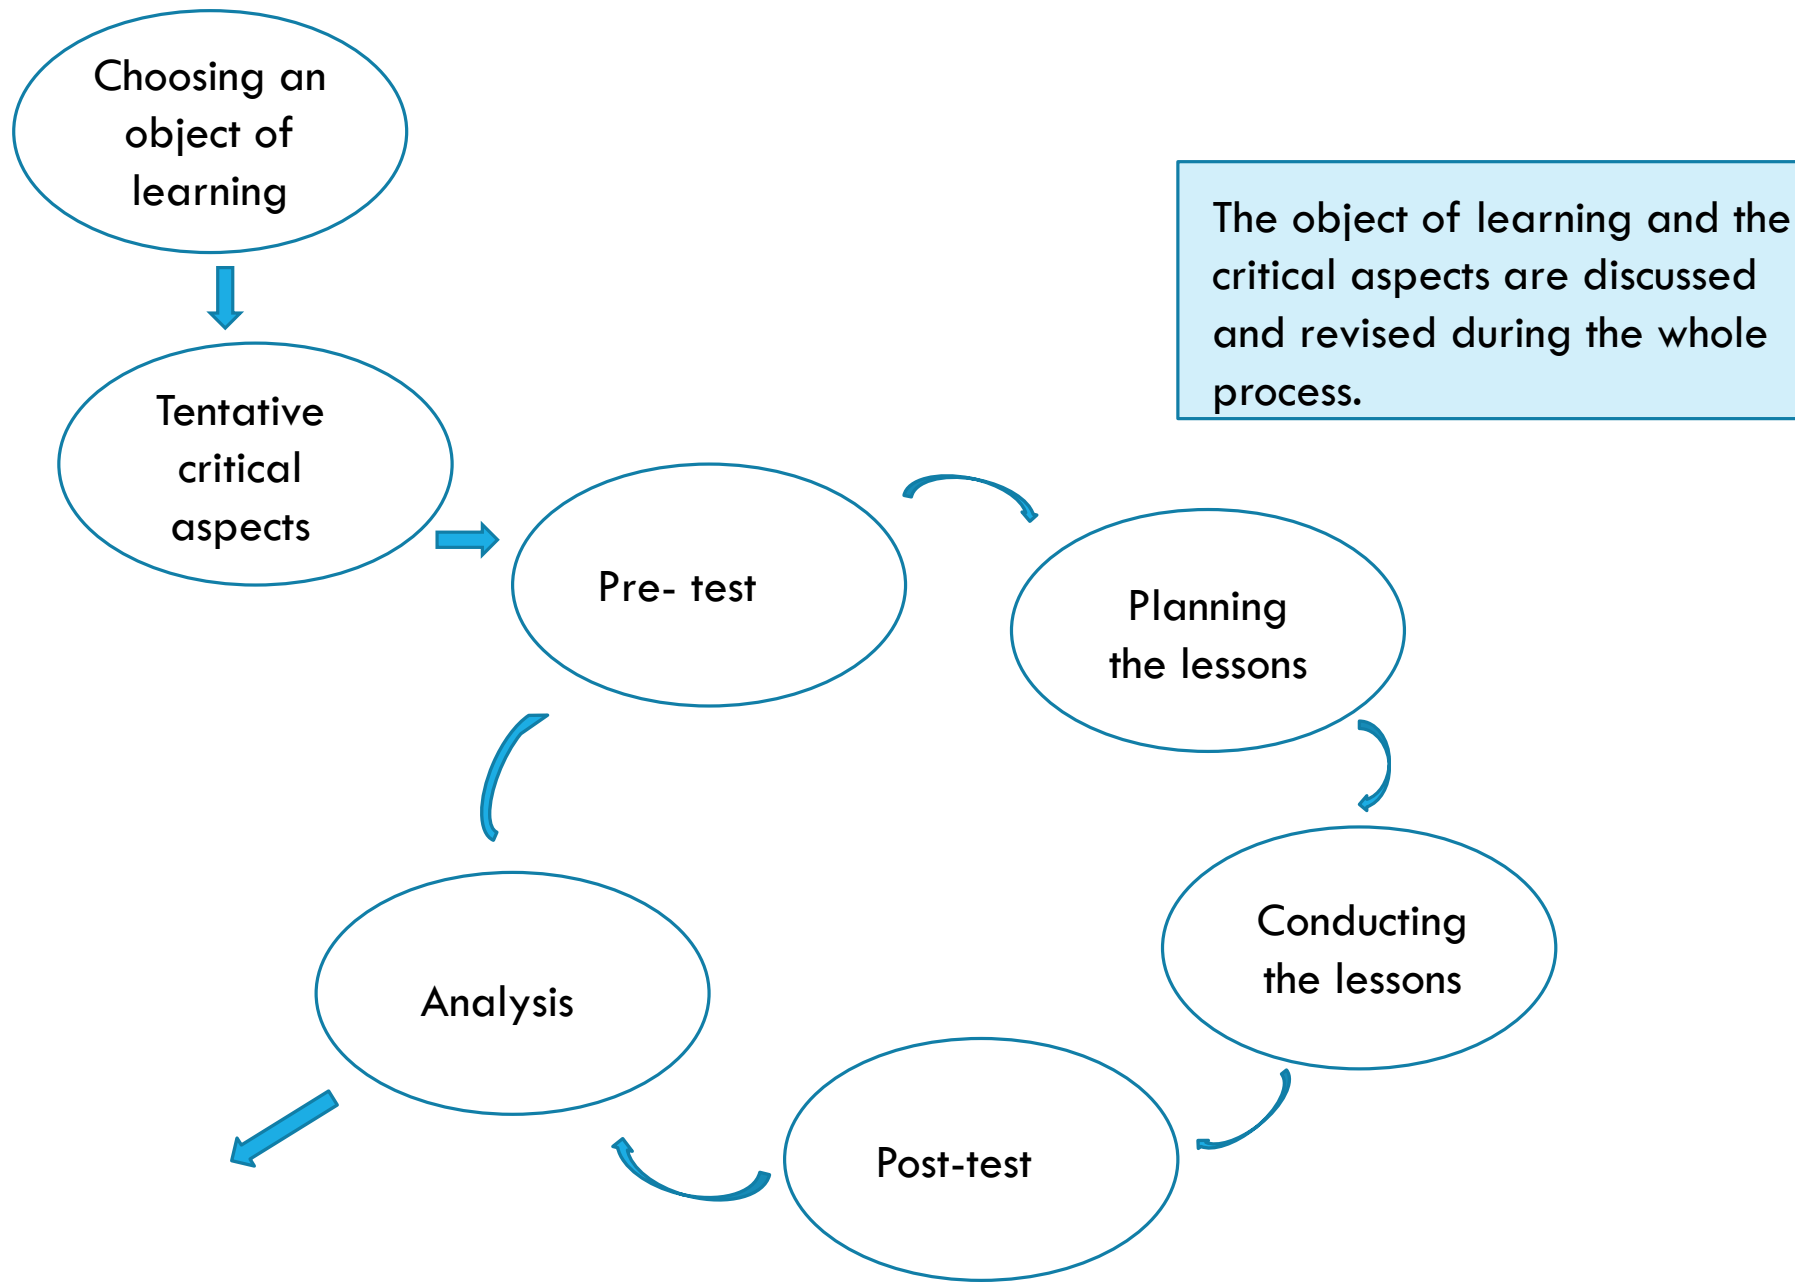 Choosing an
object of
learning
The object of learning and the
critical aspects are discussed
and revised during the whole
process.
Tentative
critical
aspects
Pre- test
Planning
the lessons
Conducting
the lessons
Analysis
Post-test